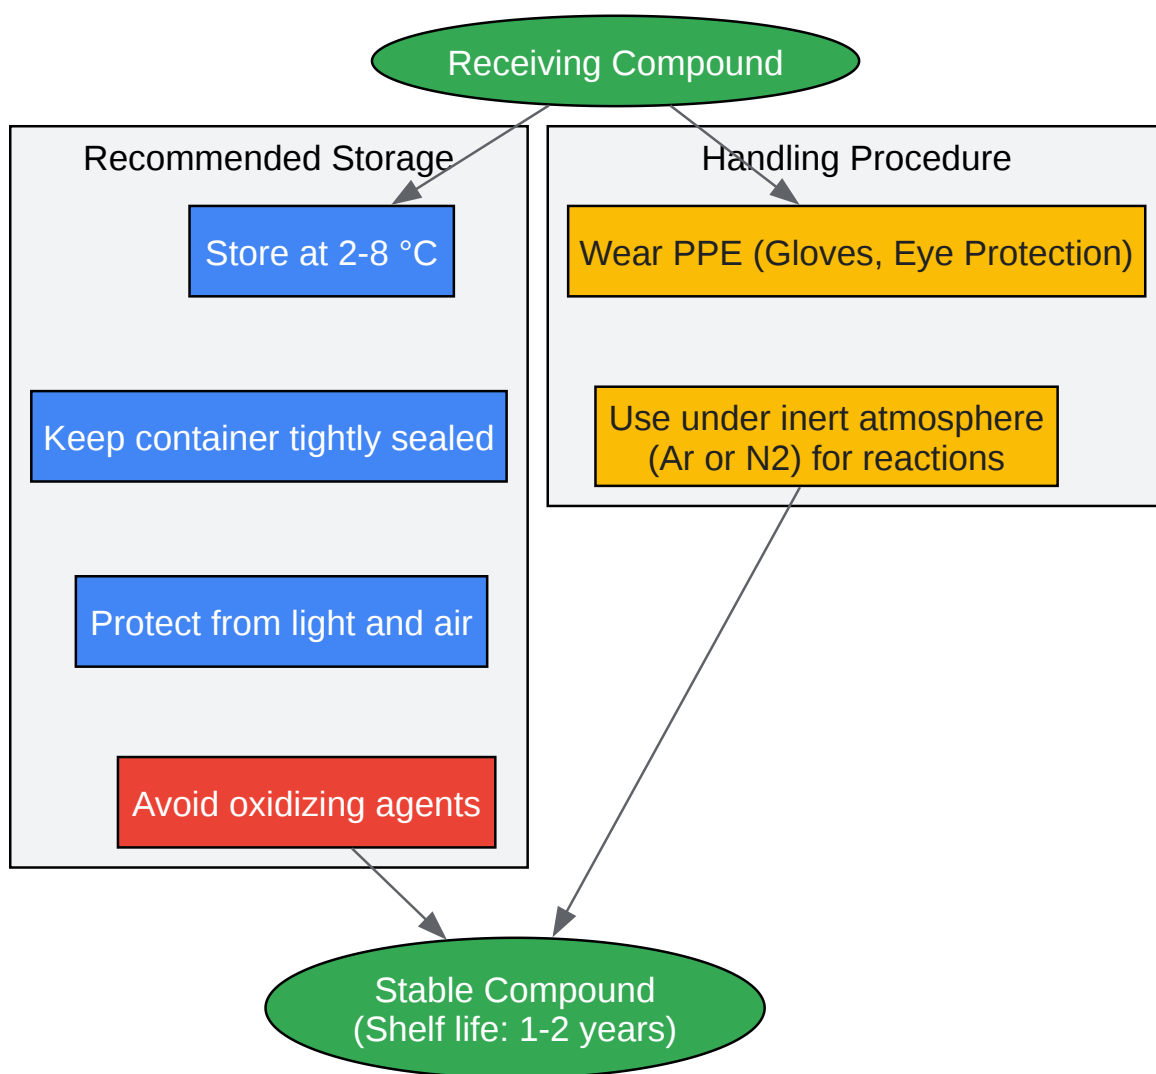 Receiving Compound
Recommended Storage
Store at 2-8 °C
Keep container tightly sealed
Protect from light and air
Avoid oxidizing agents
Handling Procedure
Wear PPE (Gloves, Eye Protection)
Use under inert atmosphere
(Ar or N2) for reactions
Stable Compound
(Shelf life: 1-2 years)